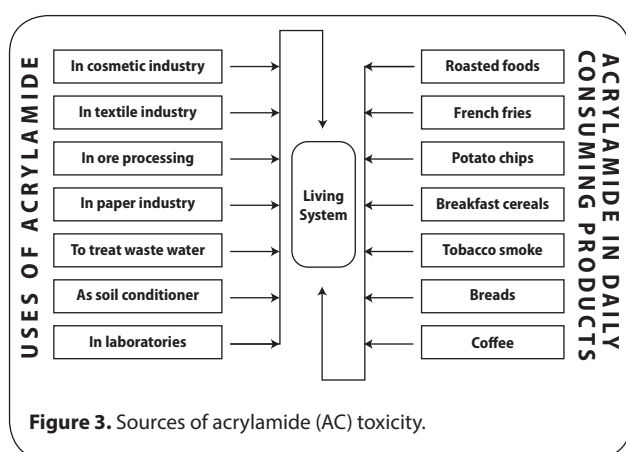 USES OF ACRYLAMIDE
In cosmetic industry
In textile industry
In ore processing
In paper industry
To treat waste water
As soil conditioner
In laboratories
Living
System
Roasted foods
French fries
Potato chips
Breakfast cereals
Tobacco smoke
Breads
Coffee
ACRYLAMIDE IN DAILY
CONSUMING PRODUCTS
Figure 3. Sources of acrylamide (AC) toxicity.